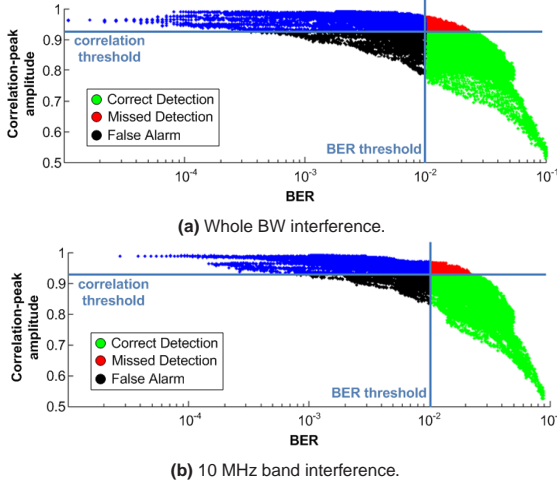 1
0.9
0.8
0.7
0.6
0.5
Correlation-peak
amplitude
correlation
threshold
Correct Detection
Missed Detection
False Alarm
BER threshold
10⁻⁴
10⁻³
10⁻²
10⁻¹
BER
(a) Whole BW interference.
1
0.9
0.8
0.7
0.6
0.5
Correlation-peak
amplitude
correlation
threshold
Correct Detection
Missed Detection
False Alarm
BER threshold
10⁻⁴
10⁻³
10⁻²
BER
(b) 10 MHz band interference.